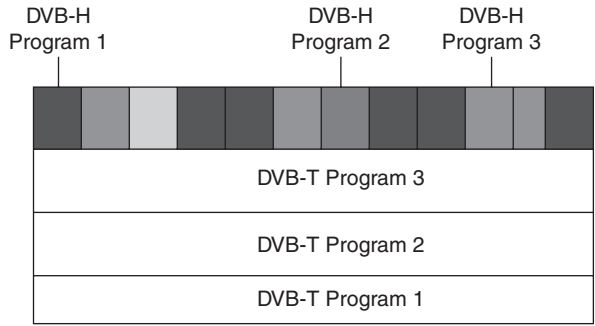 DVB-H
Program 1
DVB-H
Program 2
DVB-H
Program 3
DVB-T Program 3
DVB-T Program 2
DVB-T Program 1